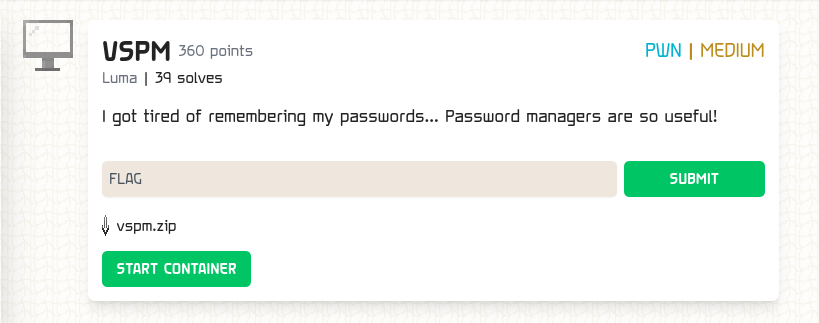 VSPM 360 points PWN | MEDIUM
Luma | 39 solves
I got tired of remembering my passwords... Password managers are so useful!
FLAG SUBMIT
vspm.zip
START CONTAINER